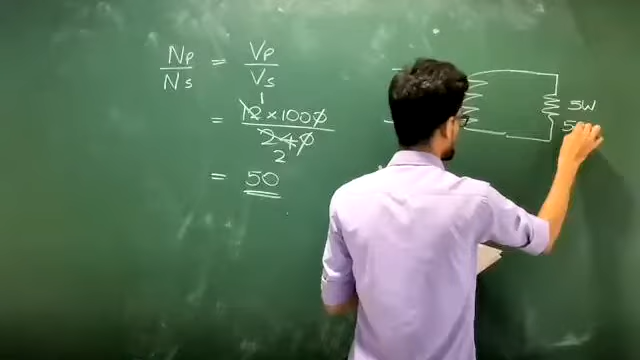 Np/Ns = Vp/Vs
= 12 × 1000/240
1
2
= 50
5W